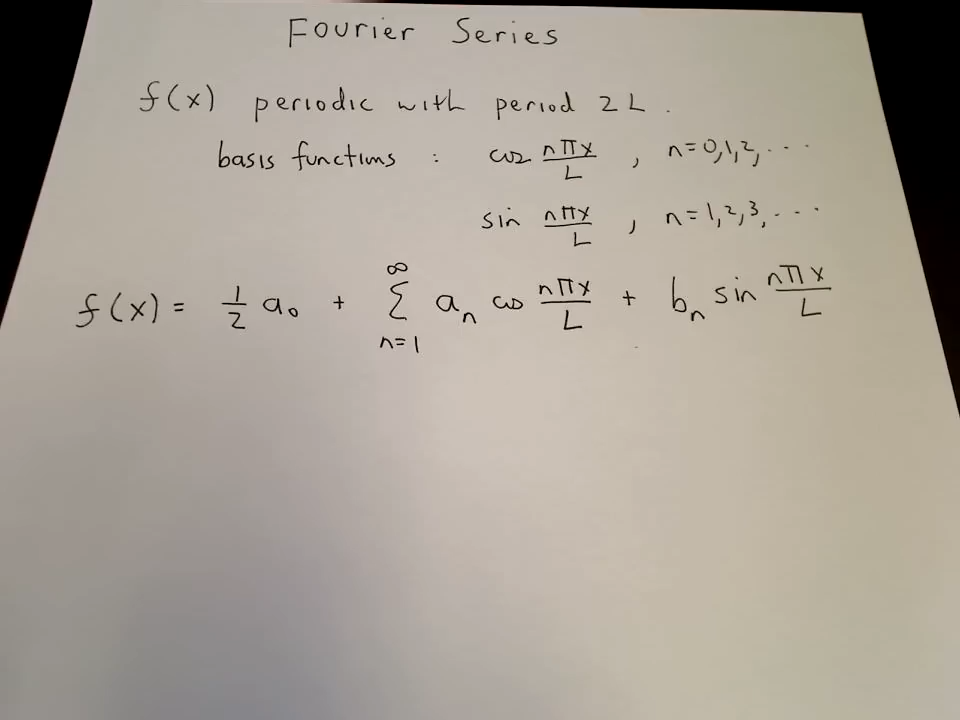 Fourier Series
f(x) periodic with period 2L.
basis functions : cos nπx/L , n=0,1,2,...
sin nπx/L , n=1,2,3,...
f(x) = 1/2 a₀ + ∑_{n=1}^{∞} aₙ cos nπx/L + bₙ sin nπx/L